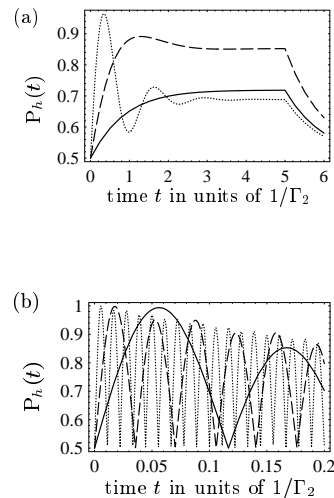 (a)
0.9
0.8
0.7
0.6
0.5
P_h(t)
0 1 2 3 4 5 6
time t in units of 1/Γ_2
(b)
1
0.9
0.8
0.7
0.6
0.5
P_h(t)
0 0.05 0.1 0.15 0.2
time t in units of 1/Γ_2